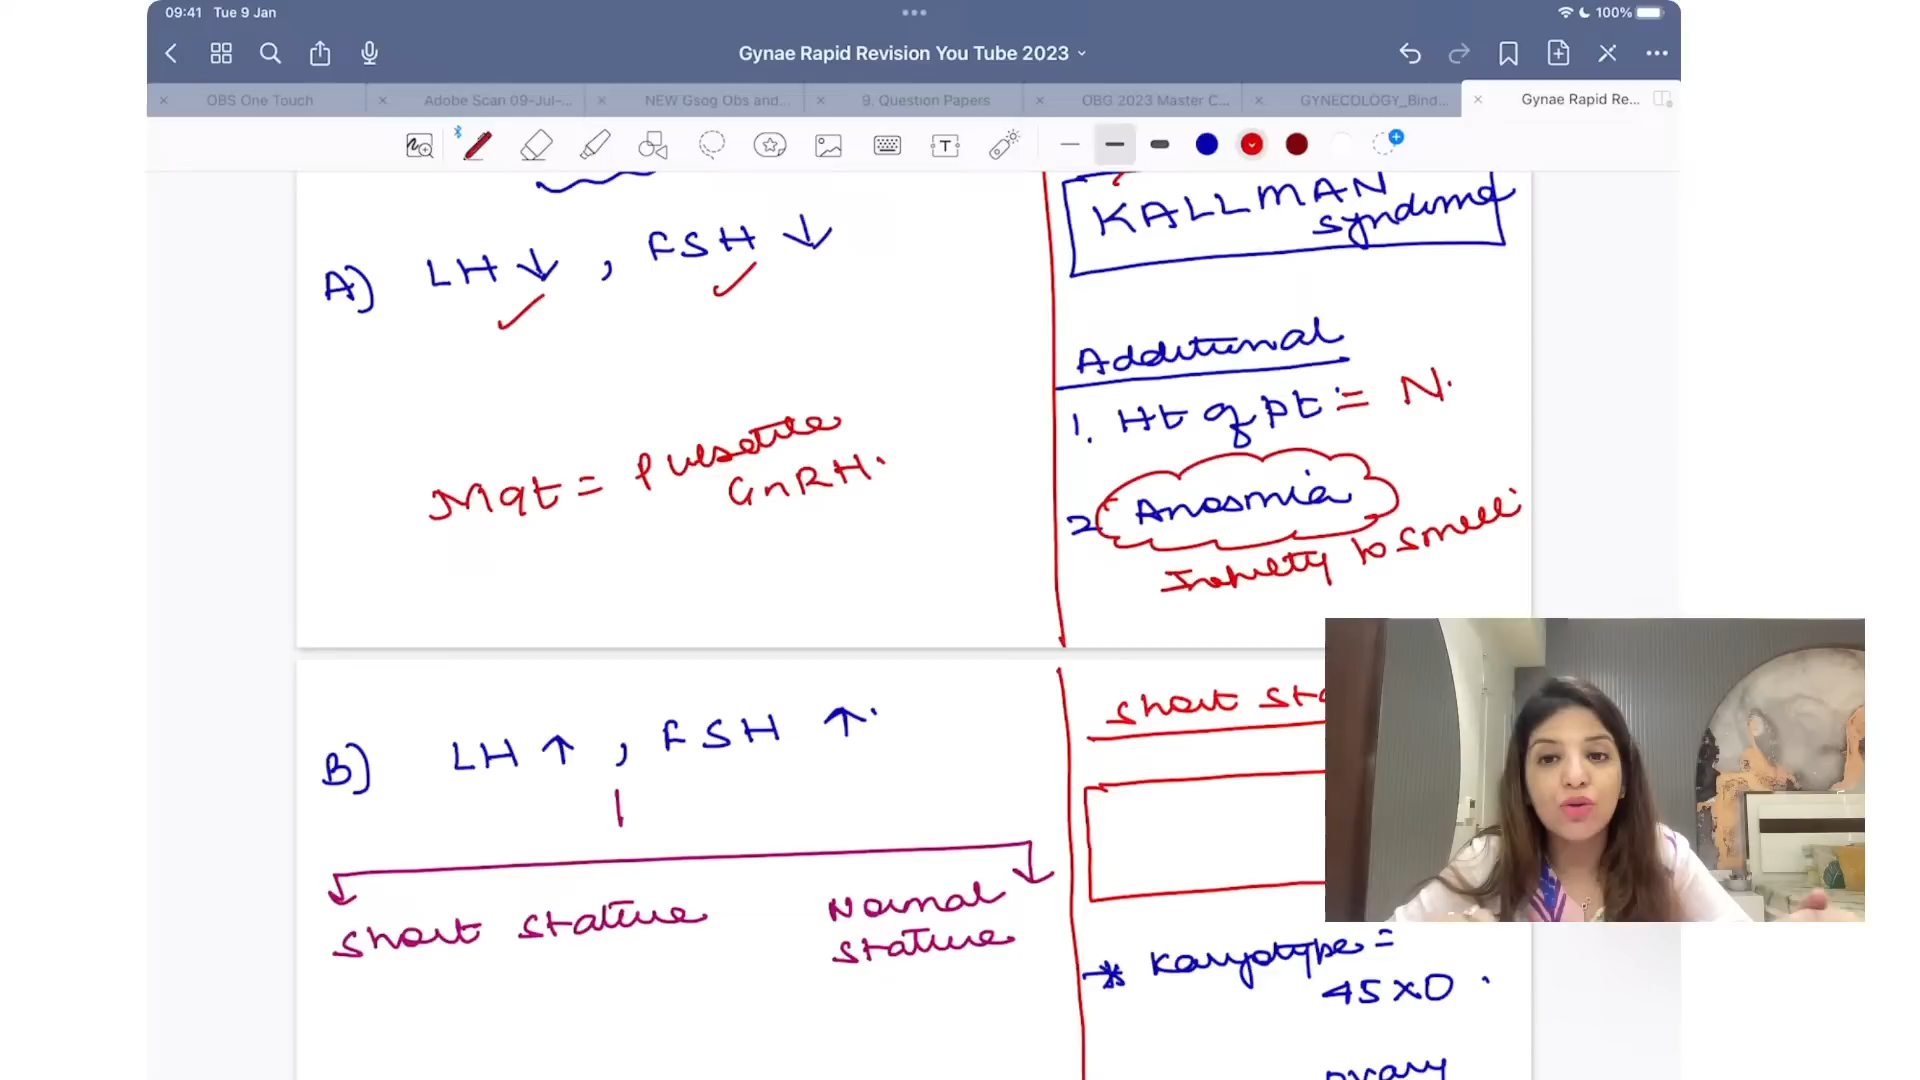 09:41 Tue 9 Jan
100%
Gynae Rapid Revision You Tube 2023
OBS One Touch
Adobe Scan 09-Jul-...
NEW Gsog Obs and...
9. Question Papers
OBG 2023 Master C...
GYNECOLOGY_Bind...
Gynae Rapid Re...
A) LH ↓ , FSH ↓
Mgt = Pulsatile
GnRH.
KALLMAN
syndrome
Additional
1. Ht of pt = N.
2 Anosmia
to smell
B) LH ↑ , FSH ↑
Short stature
Normal
stature
Short Sta
* Karyotype =
45 XO
ovary